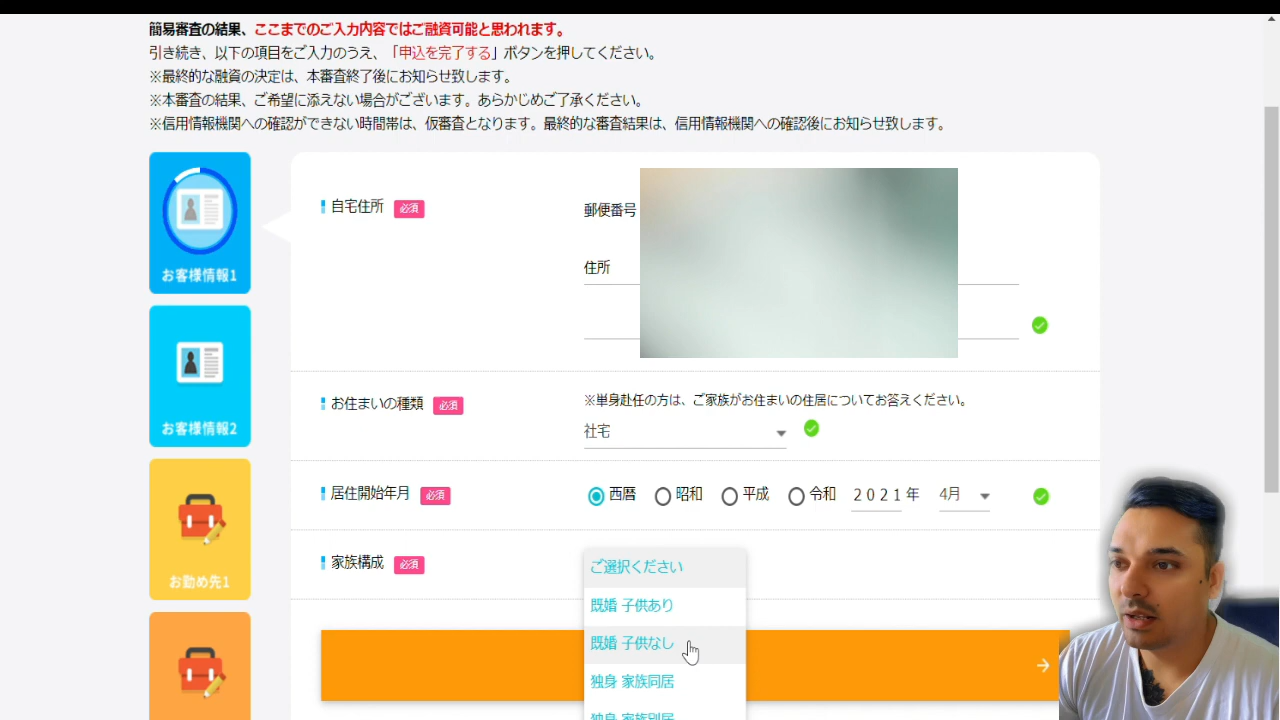 簡易審査の結果、ここまでのご入力内容ではご融資可能と思われます。
引き続き、以下の項目をご入力のうえ、「申込を完了する」ボタンを押してください。
※最終的な融資の決定は、本審査終了後にお知らせ致します。
※本審査の結果、ご希望に添えない場合がございます。あらかじめご了承ください。
※信用情報機関への確認ができない時間帯は、仮審査となります。最終的な審査結果は、信用情報機関への確認後にお知らせ致します。
お客様情報1
お客様情報2
お勤め先1
自宅住所 必須
郵便番号
住所
お住まいの種類 必須
※単身赴任の方は、ご家族がお住まいの住居についてお答えください。
社宅
居住開始年月 必須
西暦 昭和 平成 令和 2021年 4月
家族構成 必須
ご選択ください
既婚 子供あり
既婚 子供なし
独身 家族同居
独身 家族別居